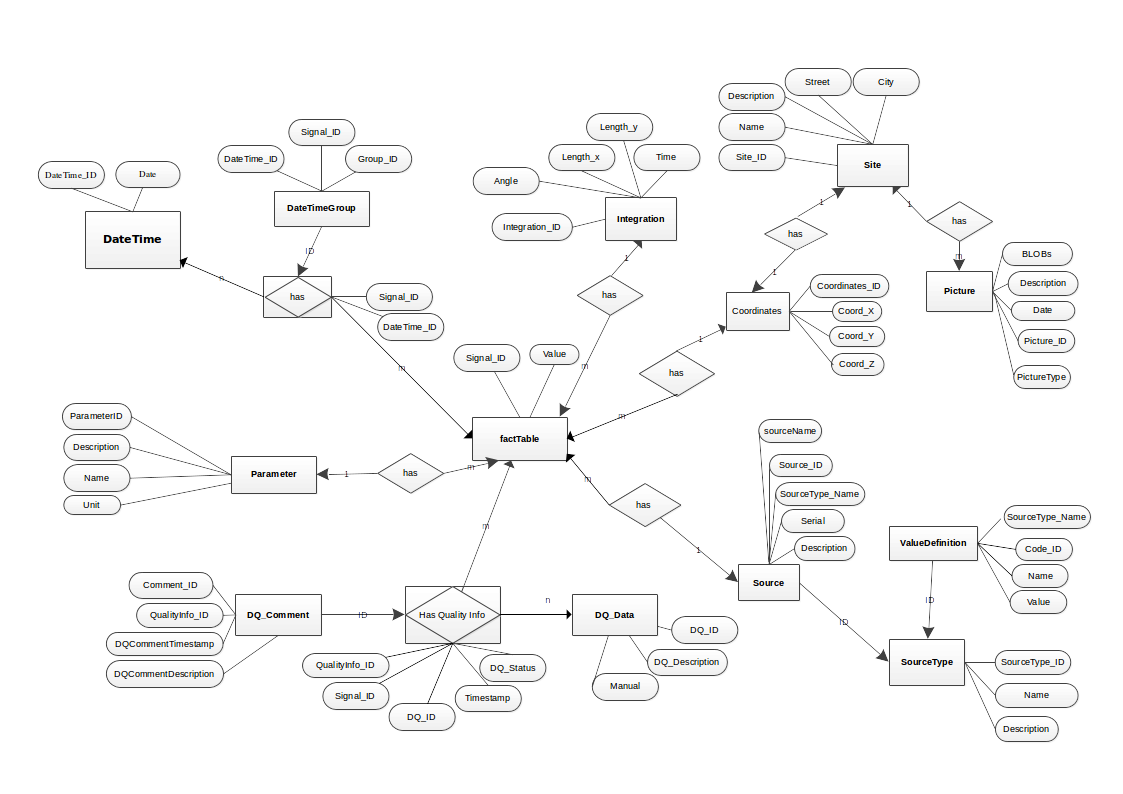 Street
City
Description
Name
Site_ID
Site
Signal_ID
DateTime_ID
Group_ID
DateTimeGroup
DateTime_ID
Date
DateTime
Length_y
Length_x
Time
Angle
Integration_ID
Integration
1
has
1
1
has
m
BLOBs
Description
Date
Picture_ID
PictureType
Picture
ID
n
has
Signal_ID
DateTime_ID
m
1
has
m
Coordinates
Coordinates_ID
Coord_X
Coord_Y
Coord_Z
1
has
m
Signal_ID
Value
factTable
ParameterID
Description
Name
Unit
Parameter
1
has
m
m
has
1
sourceName
Source_ID
SourceType_Name
Serial
Description
Source
ValueDefinition
SourceType_Name
Code_ID
Name
Value
ID
ID
SourceType
SourceType_ID
Name
Description
m
Comment_ID
QualityInfo_ID
DQCommentTimestamp
DQCommentDescription
DQ_Comment
ID
Has Quality Info
n
DQ_Data
DQ_ID
DQ_Description
Manual
QualityInfo_ID
Signal_ID
DQ_ID
Timestamp
DQ_Status